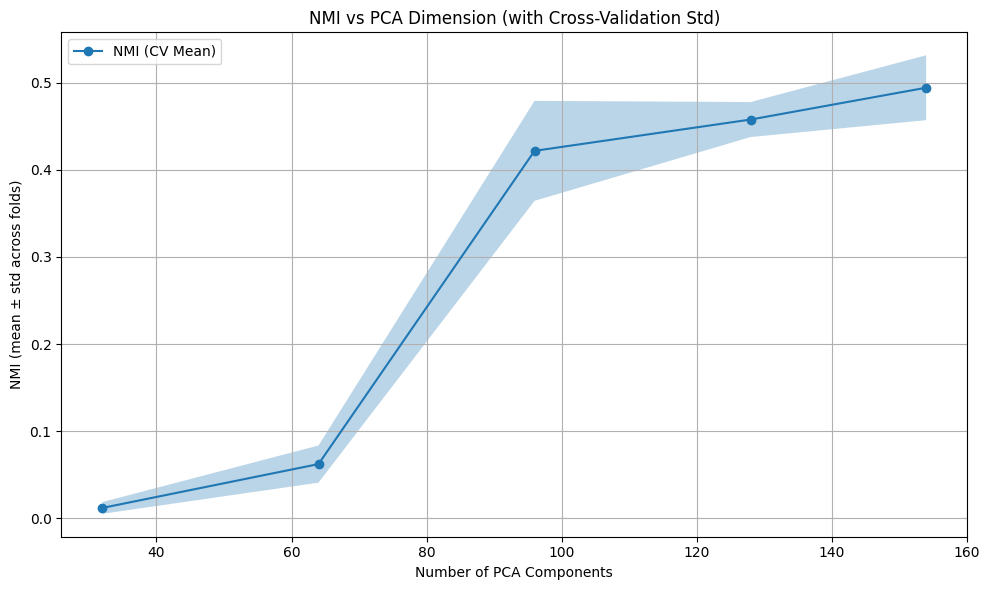 NMI vs PCA Dimension (with Cross-Validation Std)
NMI (CV Mean)
NMI (mean ± std across folds)
0.5
0.4
0.3
0.2
0.1
0.0
40 60 80 100 120 140 160
Number of PCA Components